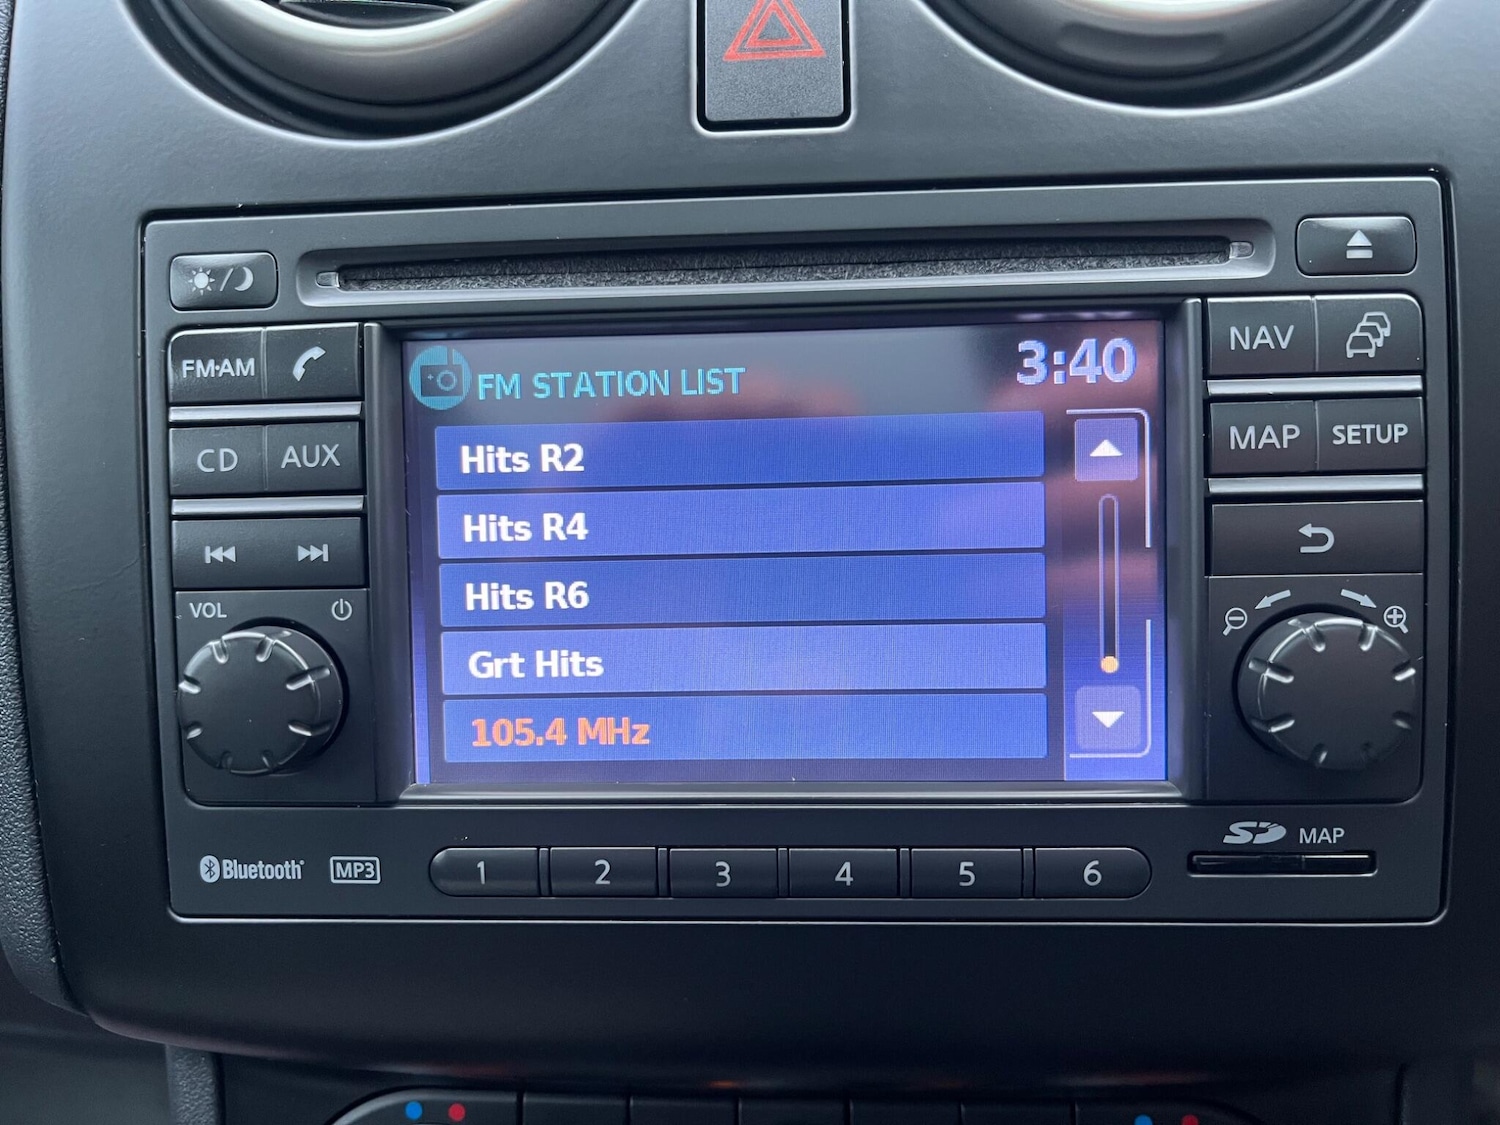 FM·AM
CD
AUX
VOL
FM STATION LIST
3:40
Hits R2
Hits R4
Hits R6
Grt Hits
105.4 MHz
NAV
MAP
SETUP
Bluetooth
MP3
1
2
3
4
5
6
SD MAP